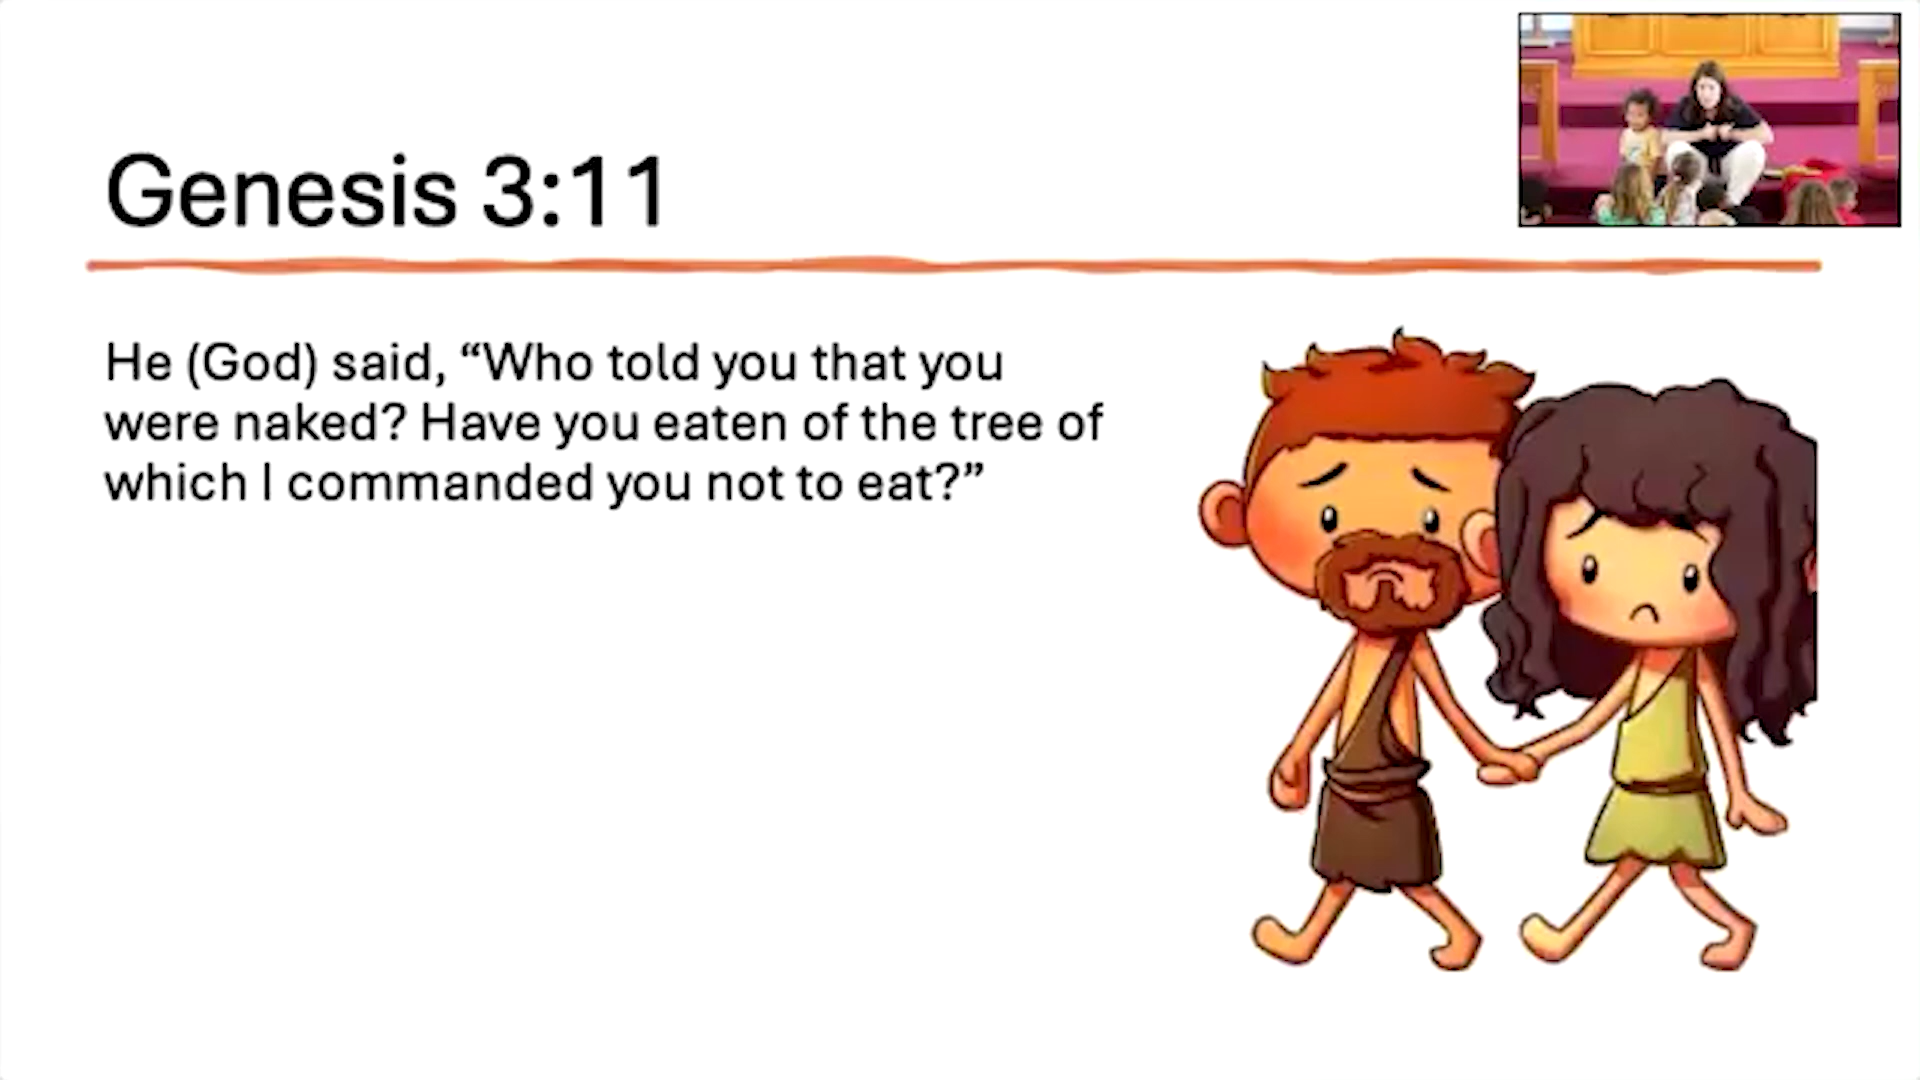 Genesis 3:11
He (God) said, “Who told you that you
were naked? Have you eaten of the tree of
which I commanded you not to eat?”